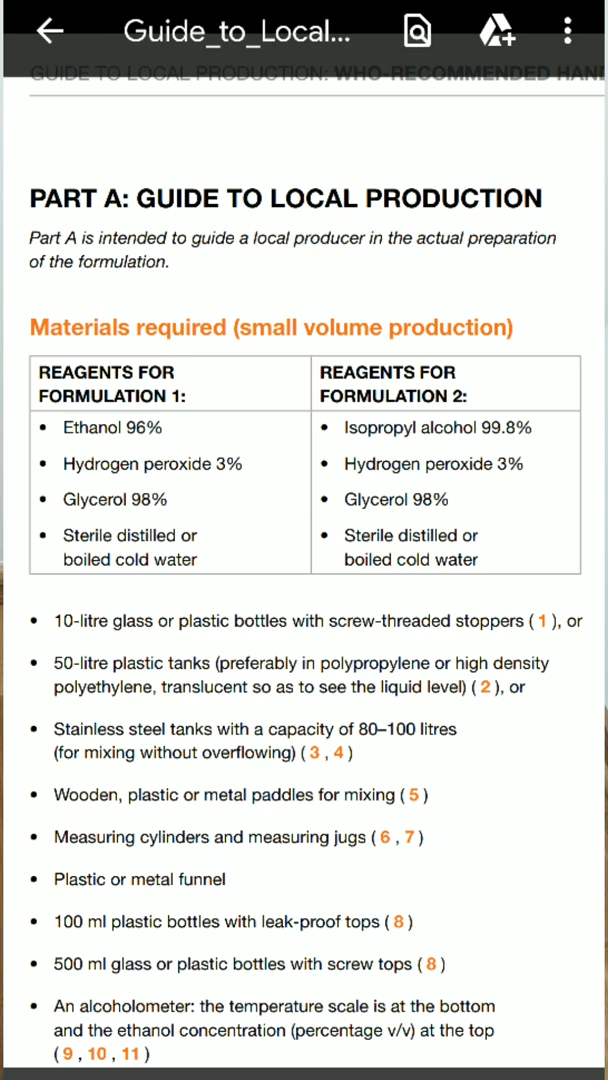 Guide_to_Local...
GUIDE TO LOCAL PRODUCTION: WHO-RECOMMENDED HAND
PART A: GUIDE TO LOCAL PRODUCTION
Part A is intended to guide a local producer in the actual preparation
of the formulation.
Materials required (small volume production)
REAGENTS FOR
FORMULATION 1:
• Ethanol 96%
• Hydrogen peroxide 3%
• Glycerol 98%
• Sterile distilled or
boiled cold water
REAGENTS FOR
FORMULATION 2:
• Isopropyl alcohol 99.8%
• Hydrogen peroxide 3%
• Glycerol 98%
• Sterile distilled or
boiled cold water
• 10-litre glass or plastic bottles with screw-threaded stoppers ( 1 ), or
• 50-litre plastic tanks (preferably in polypropylene or high density
polyethylene, translucent so as to see the liquid level) ( 2 ), or
• Stainless steel tanks with a capacity of 80–100 litres
(for mixing without overflowing) ( 3 , 4 )
• Wooden, plastic or metal paddles for mixing ( 5 )
• Measuring cylinders and measuring jugs ( 6 , 7 )
• Plastic or metal funnel
• 100 ml plastic bottles with leak-proof tops ( 8 )
• 500 ml glass or plastic bottles with screw tops ( 8 )
• An alcoholometer: the temperature scale is at the bottom
and the ethanol concentration (percentage v/v) at the top
( 9 , 10 , 11 )